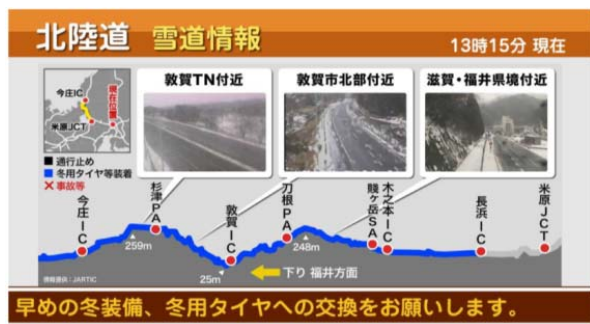 北陸道 雪道情報
13時15分 現在
今庄IC
米原JCT
現在位置
敦賀TN付近
敦賀市北部付近
滋賀・福井県境付近
■通行止め
■冬用タイヤ等装着
×事故等
今庄IC
杉津PA
敦賀IC
刀根PA
賤ヶ岳SA
木之本IC
長浜IC
米原JCT
259m
25m
248m
下り 福井方面
情報提供：JARTIC
早めの冬装備、冬用タイヤへの交換をお願いします。